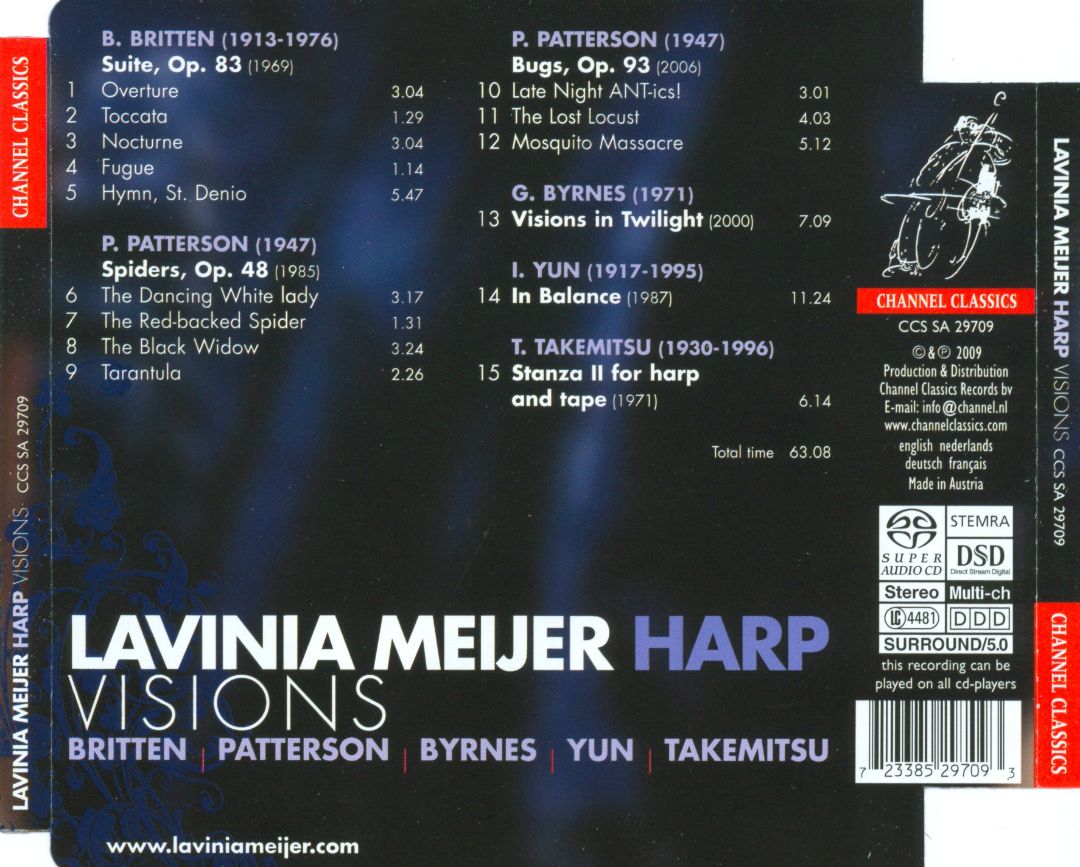 CHANNEL CLASSICS
LAVINIA MEIJER HARP VISIONS CCS SA 29709
B. BRITTEN (1913-1976)
Suite, Op. 83 (1969)
1 Overture 3.04
2 Toccata 1.29
3 Nocturne 3.04
4 Fugue 1.14
5 Hymn, St. Denio 5.47
P. PATTERSON (1947)
Spiders, Op. 48 (1985)
6 The Dancing White lady 3.17
7 The Red-backed Spider 1.31
8 The Black Widow 3.24
9 Tarantula 2.26
P. PATTERSON (1947)
Bugs, Op. 93 (2006)
10 Late Night ANT-ics! 3.01
11 The Lost Locust 4.03
12 Mosquito Massacre 5.12
G. BYRNES (1971)
13 Visions in Twilight (2000) 7.09
I. YUN (1917-1995)
14 In Balance (1987) 11.24
T. TAKEMITSU (1930-1996)
15 Stanza II for harp
and tape (1971) 6.14
Total time 63.08
LAVINIA MEIJER HARP
VISIONS
BRITTEN | PATTERSON | BYRNES | YUN | TAKEMITSU
www.laviniameijer.com
CHANNEL CLASSICS
CCS SA 29709
© & ℗ 2009
Production & Distribution
Channel Classics Records bv
E-mail: info@channel.nl
www.channelclassics.com
english nederlands
deutsch français
Made in Austria
SUPER AUDIO CD
STEMRA
DSD
Direct Stream Digital
Stereo Multi-ch
LC 4481 DDD
SURROUND/5.0
this recording can be
played on all cd-players
7 23385 29709 3
LAVINIA MEIJER HARP VISIONS CCS SA 29709
CHANNEL CLASSICS